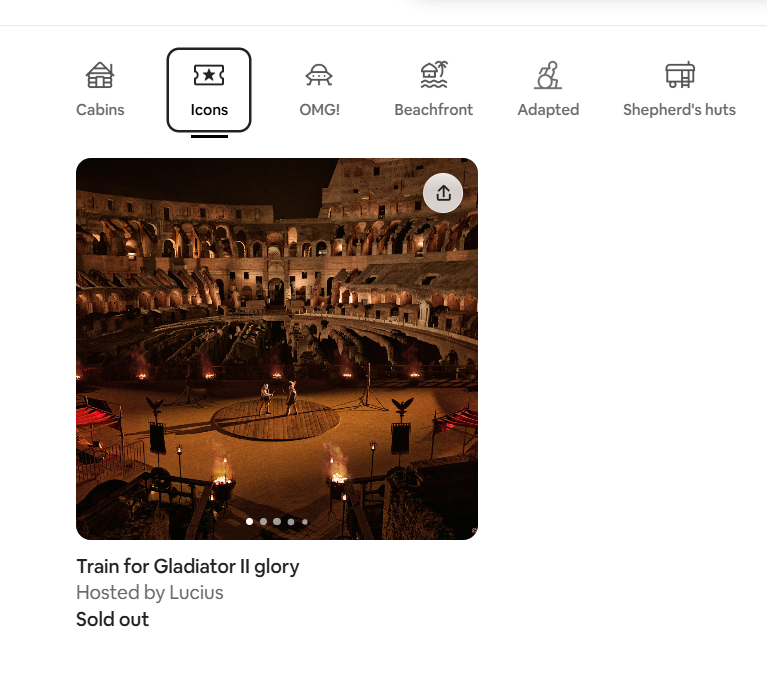 Cabins
Icons
OMG!
Beachfront
Adapted
Shepherd's huts
Train for Gladiator II glory
Hosted by Lucius
Sold out